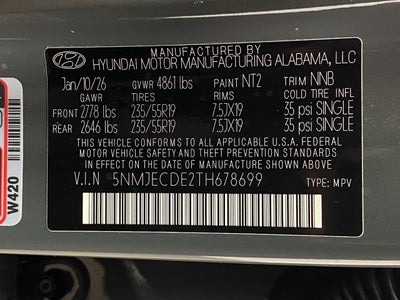 MANUFACTURED BY
HYUNDAI MOTOR MANUFACTURING ALABAMA, LLC
Jan/10/26 GVWR 4861 lbs PAINT NT2 TRIM NNB
GAWR TIRES RIMS COLD TIRE INFL
FRONT 2778 lbs 235/55R19 7.5JX19 35 psi SINGLE
REAR 2646 lbs 235/55R19 7.5JX19 35 psi SINGLE
THIS VEHICLE CONFORMS TO ALL APPLICABLE U.S. FEDERAL
MOTOR VEHICLE SAFETY AND THEFT PREVENTION STANDARDS
IN EFFECT ON THE DATE OF MANUFACTURE SHOWN ABOVE.
V.I.N 5NMJECDE2TH678699 TYPE: MPV
W420